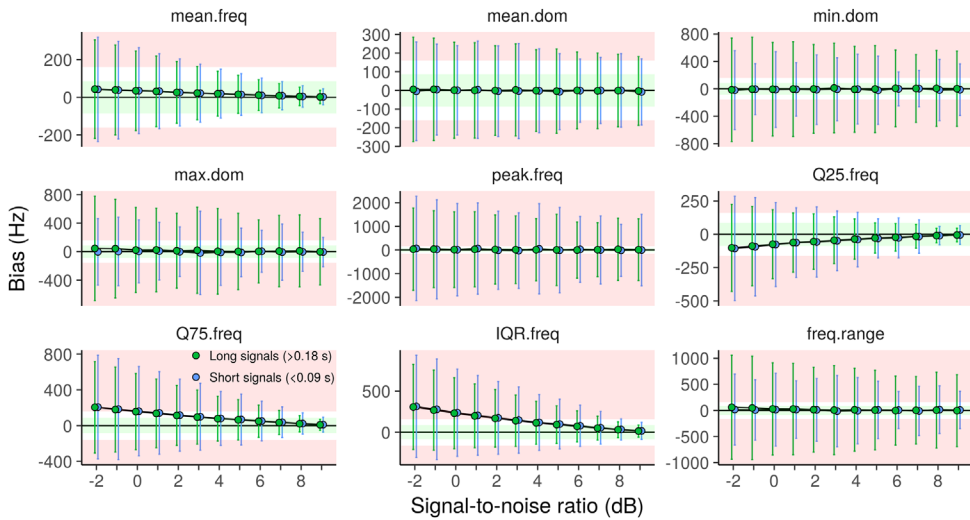 mean.freq
mean.dom
min.dom
200
0
-200
300
200
100
0
-100
-200
-300
800
400
0
-400
-800
max.dom
peak.freq
Q25.freq
800
400
0
-400
2000
1000
0
-1000
-2000
250
0
-250
-500
Bias (Hz)
Q75.freq
IQR.freq
freq.range
800
400
0
-400
Long signals (>0.18 s)
Short signals (<0.09 s)
500
0
1000
500
0
-500
-1000
-2 0 2 4 6 8
-2 0 2 4 6 8
-2 0 2 4 6 8
Signal-to-noise ratio (dB)